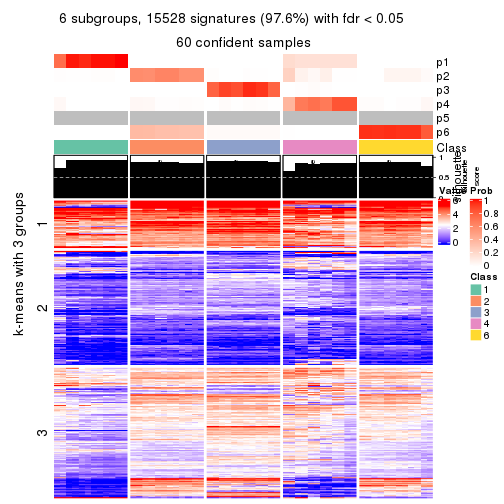 6 subgroups, 15528 signatures (97.6%) with fdr < 0.05
60 confident samples
p1
p2
p3
p4
p5
p6
Class
1
0.5
0
silhouette
score
Value
6
4
2
0
Prob
1
0.8
0.6
0.4
0.2
0
Class
1
2
3
4
6
k-means with 3 groups
1
2
3